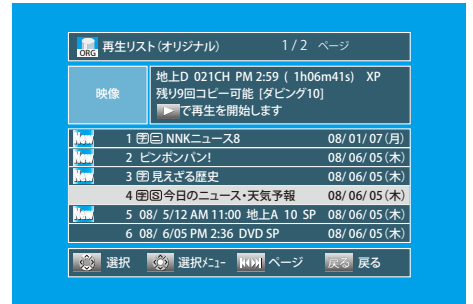 ORG 再生リスト(オリジナル) 1/2 ページ
映像
地上D 021CH PM 2:59 ( 1h06m41s) XP
残り9回コピー可能 [ダビング10]
で再生を開始します
New 1 字二 NNKニュース8 08/01/07(月)
New 2 ピンポンパン! 08/06/05(木)
New 3 字 見えざる歴史 08/06/05(木)
4 字S今日のニュース・天気予報 08/06/05(木)
New 5 08/ 5/12 AM 11:00 地上A 10 SP 08/06/05(木)
6 08/ 6/05 PM 2:36 DVD SP 08/06/05(木)
選択 選択メニュー ページ 戻る 戻る